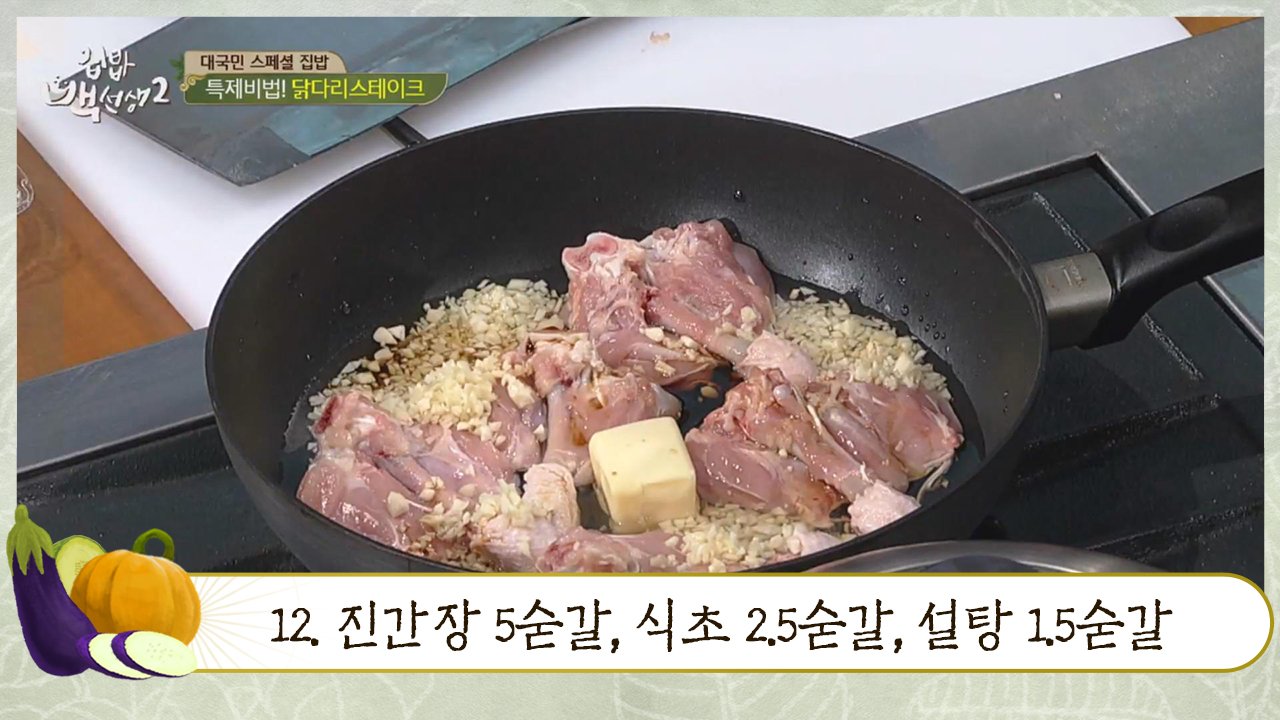 집밥
백선생2
대국민 스페셜 집밥
특제비법! 닭다리스테이크
12. 진간장 5숟갈, 식초 2.5숟갈, 설탕 1.5숟갈